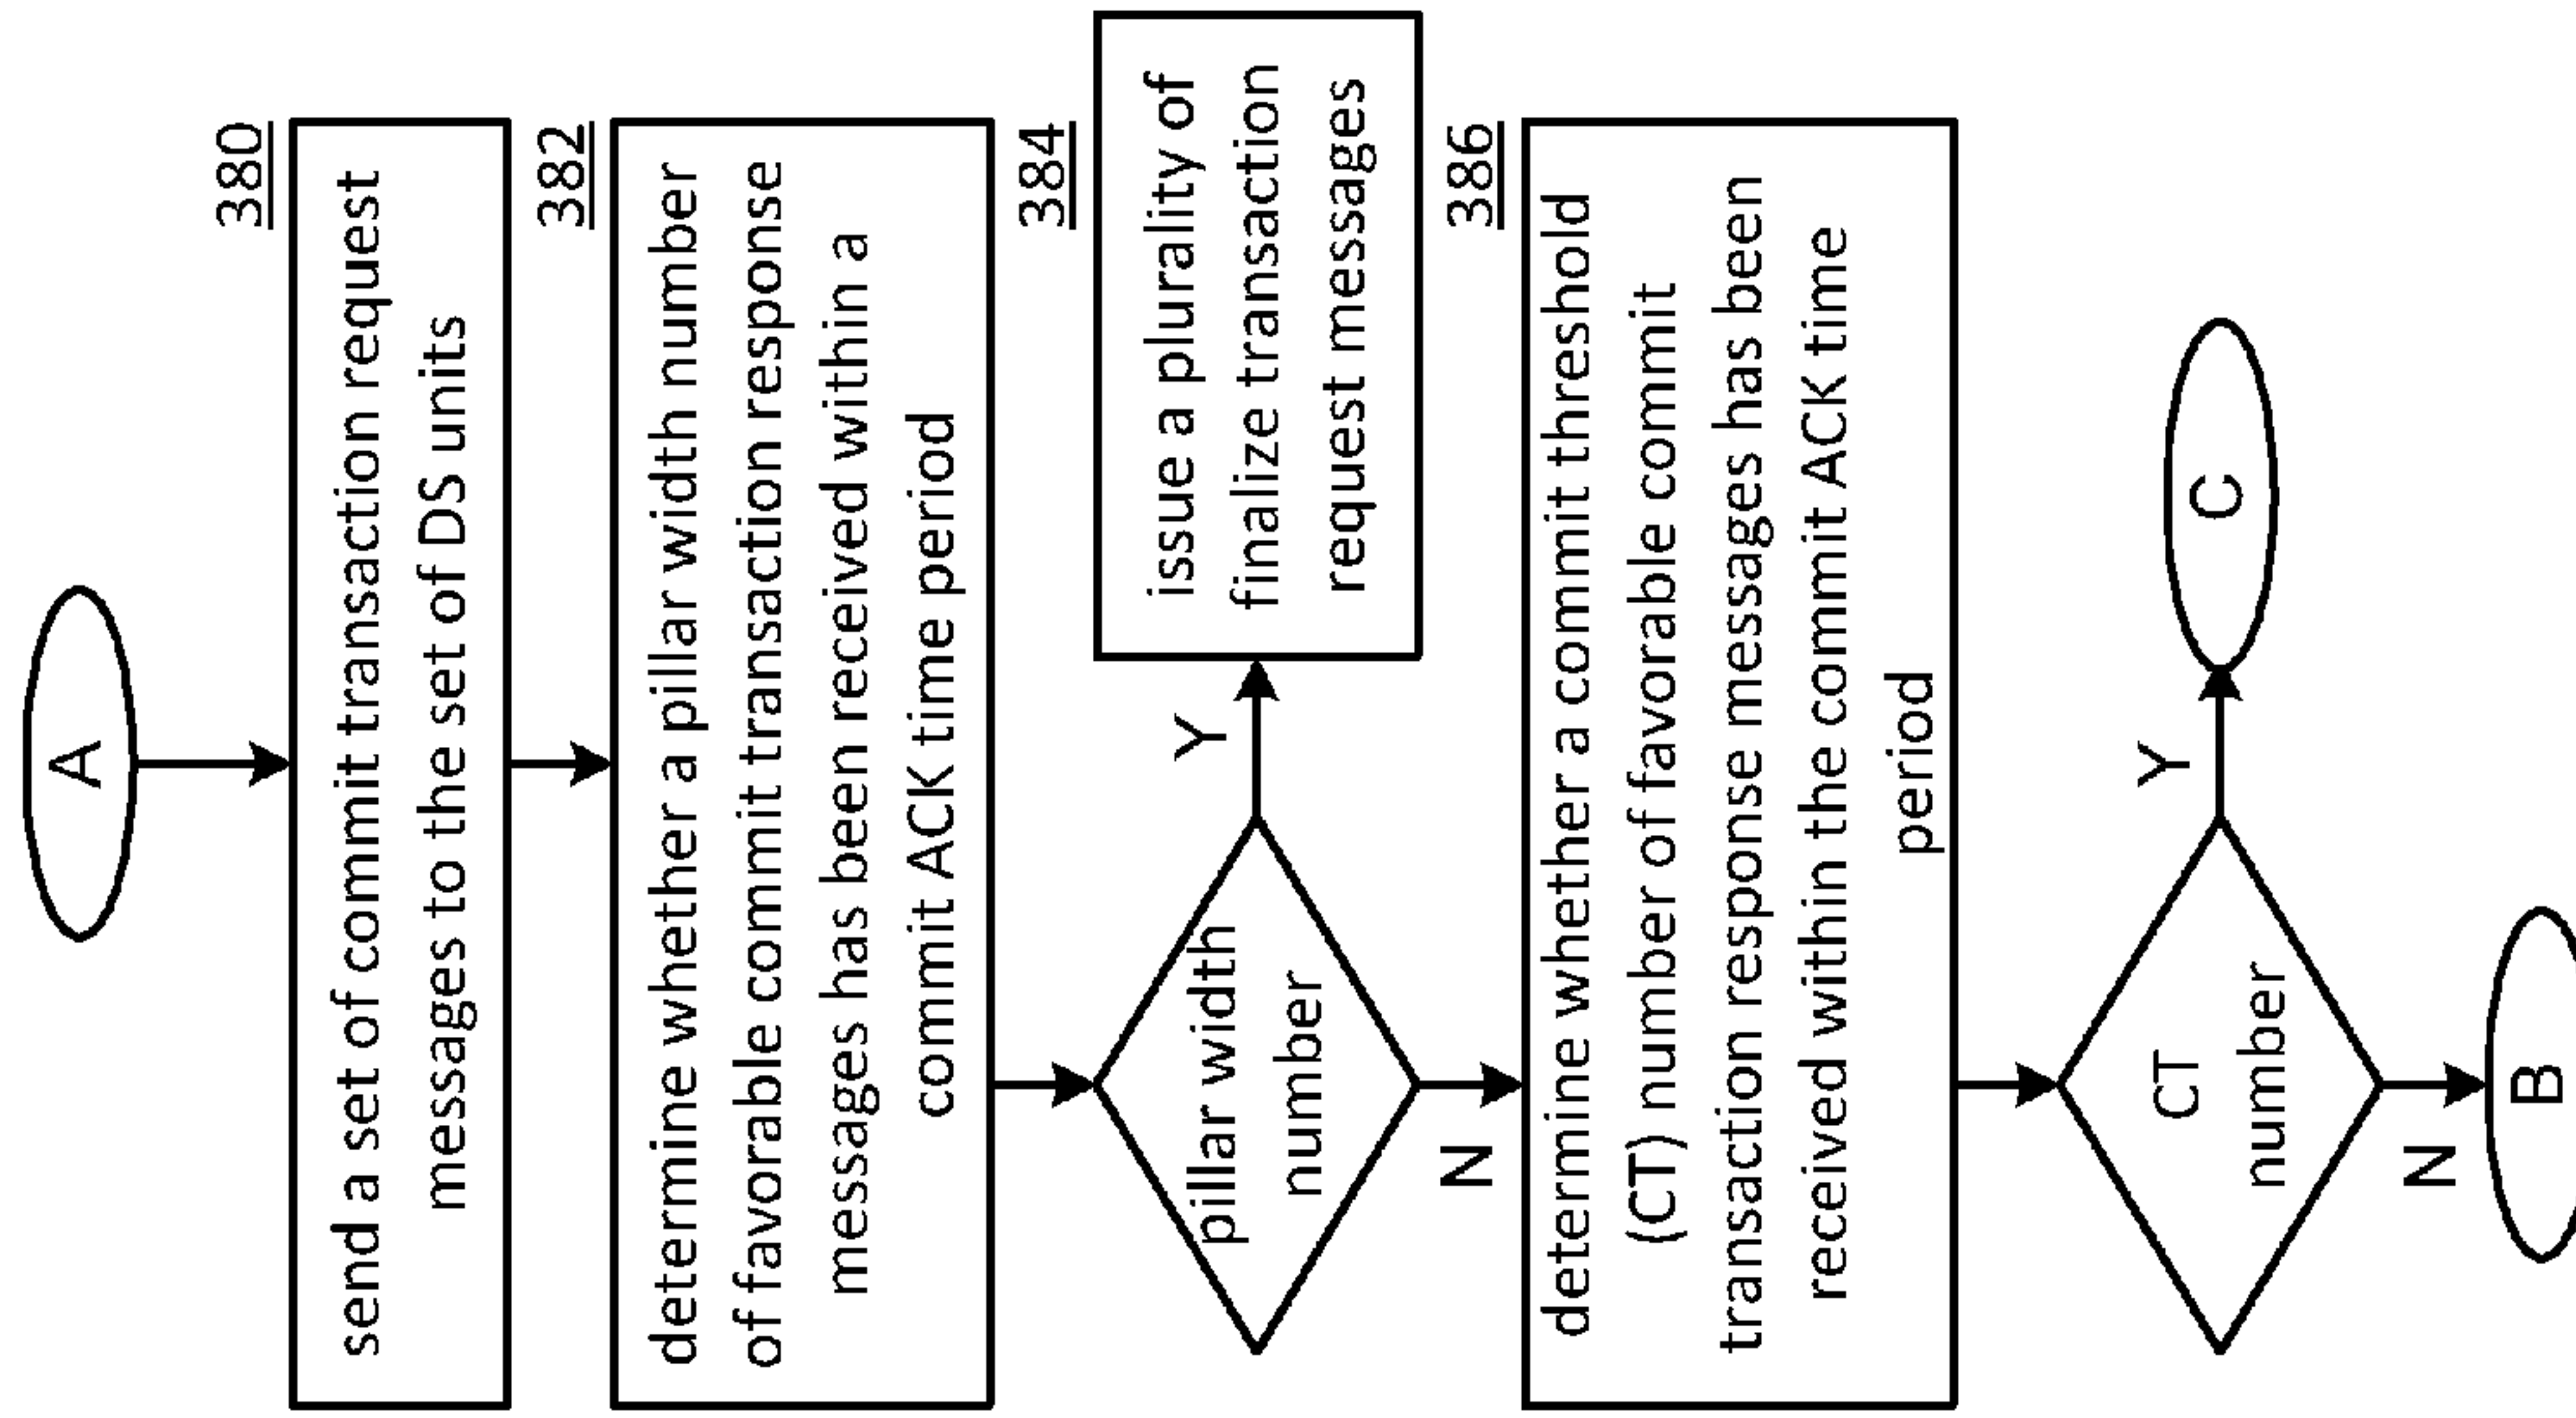 A
380
send a set of commit transaction request
messages to the set of DS units
382
determine whether a pillar width number
of favorable commit transaction response
messages has been received within a
commit ACK time period
384
issue a plurality of
finalize transaction
request messages
pillar width
number
Y
N
386
determine whether a commit threshold
(CT) number of favorable commit
transaction response messages has been
received within the commit ACK time
period
CT
number
Y
C
N
B